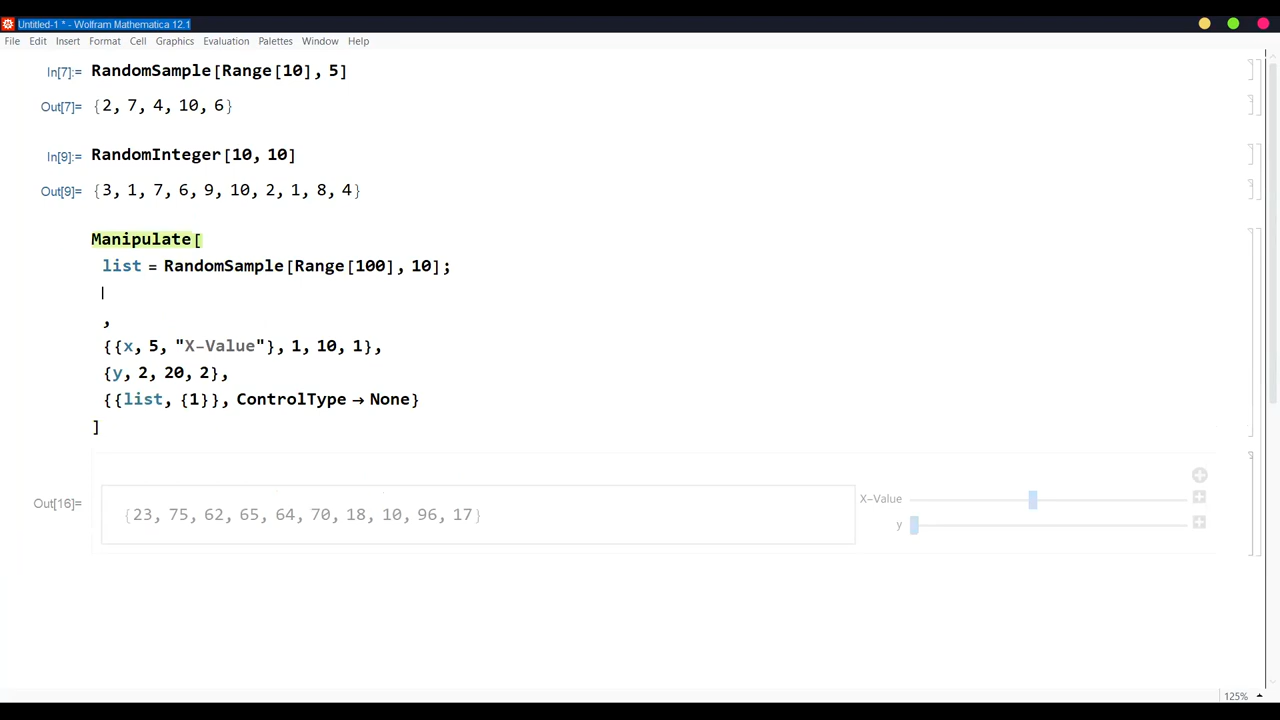 Untitled-1 * - Wolfram Mathematica 12.1
File Edit Insert Format Cell Graphics Evaluation Palettes Window Help
In[7]:= RandomSample[Range[10], 5]
Out[7]= {2, 7, 4, 10, 6}
In[9]:= RandomInteger[10, 10]
Out[9]= {3, 1, 7, 6, 9, 10, 2, 1, 8, 4}
Manipulate[
list = RandomSample[Range[100], 10];
,
{{x, 5, "X-Value"}, 1, 10, 1},
{y, 2, 20, 2},
{{list, {1}}, ControlType → None}
]
Out[16]= {23, 75, 62, 65, 64, 70, 18, 10, 96, 17}
X-Value
y
125%